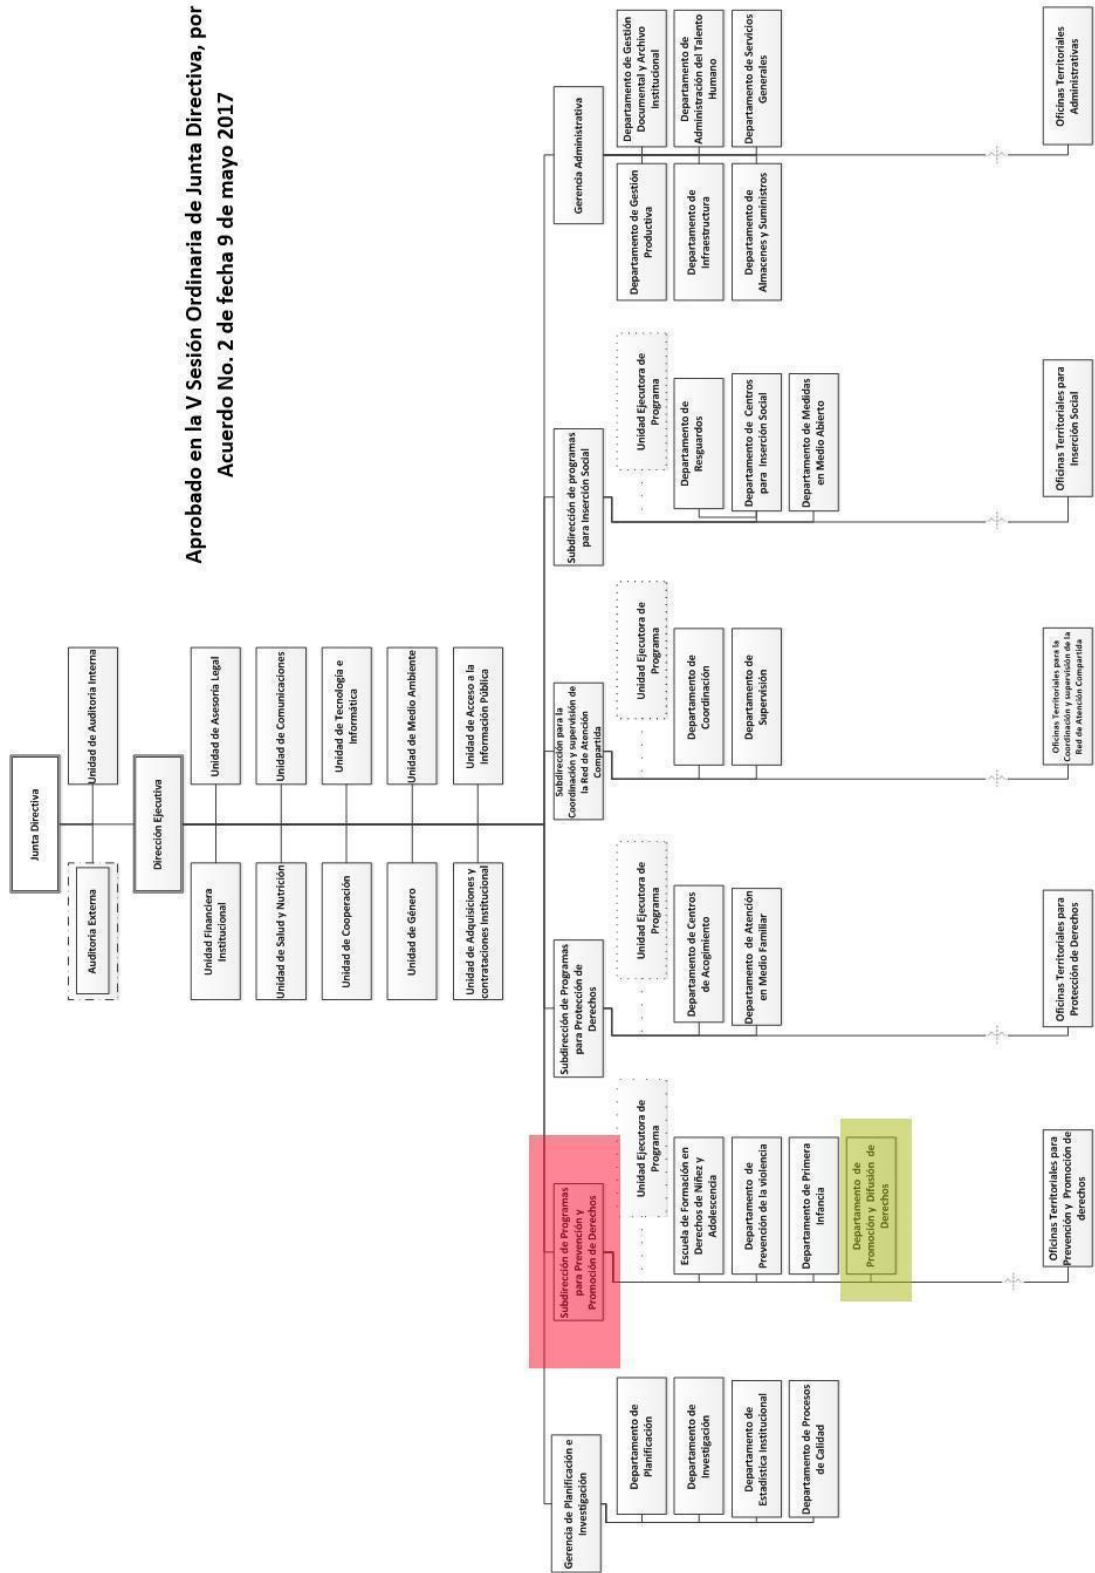 Aprobado en la V Sesión Ordinaria de Junta Directiva, por
Acuerdo No. 2 de fecha 9 de mayo 2017
Junta Directiva
Auditoria Externa
Unidad de Auditoria Interna
Dirección Ejecutiva
Unidad Financiera
Institucional
Unidad de Asesoría Legal
Unidad de Salud y Nutrición
Unidad de Comunicaciones
Unidad de Cooperación
Unidad de Tecnología e
Informática
Unidad de Género
Unidad de Medio Ambiente
Unidad de Adquisiciones y
contrataciones Institucional
Unidad de Acceso a la
Información Pública
Gerencia de Planificación e
Investigación
Departamento de
Planificación
Departamento de
Investigación
Departamento de
Estadística Institucional
Departamento de Procesos
de Calidad
Subdirección de Programas
para Prevención y
Promoción de Derechos
Unidad Ejecutora de
Programa
Escuela de Formación en
Derechos de Niñez y
Adolescencia
Departamento de
Prevención de la violencia
Departamento de Primera
Infancia
Departamento de
Promoción y Difusión de
Derechos
Oficinas Territoriales para
Prevención y Promoción de
derechos
Subdirección de Programas
para Protección de
Derechos
Unidad Ejecutora de
Programa
Departamento de Centros
de Acogimiento
Departamento de Atención
en Medio Familiar
Oficinas Territoriales para
Protección de Derechos
Subdirección para la
Coordinación y supervisión de
la Red de Atención
Compartida
Unidad Ejecutora de
Programa
Departamento de
Coordinación
Departamento de
Supervisión
Oficinas Territoriales para la
Coordinación y supervisión de la
Red de Atención Compartida
Subdirección de programas
para Inserción Social
Unidad Ejecutora de
Programa
Departamento de
Resguardos
Departamento de Centros
para Inserción Social
Departamento de Medidas
en Medio Abierto
Oficinas Territoriales para
Inserción Social
Gerencia Administrativa
Departamento de Gestión
Productiva
Departamento de Gestión
Documental y Archivo
Institucional
Departamento de
Infraestructura
Departamento de
Administración del Talento
Humano
Departamento de
Almacenes y Suministros
Departamento de Servicios
Generales
Oficinas Territoriales
Administrativas